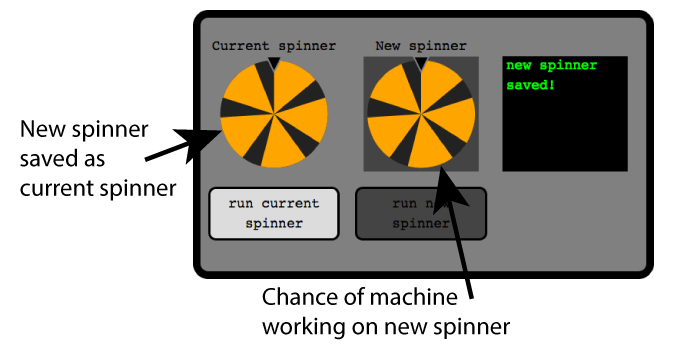 Current spinner
New spinner
new spinner
saved!
New spinner
saved as
current spinner
run current
spinner
run new
spinner
Chance of machine
working on new spinner